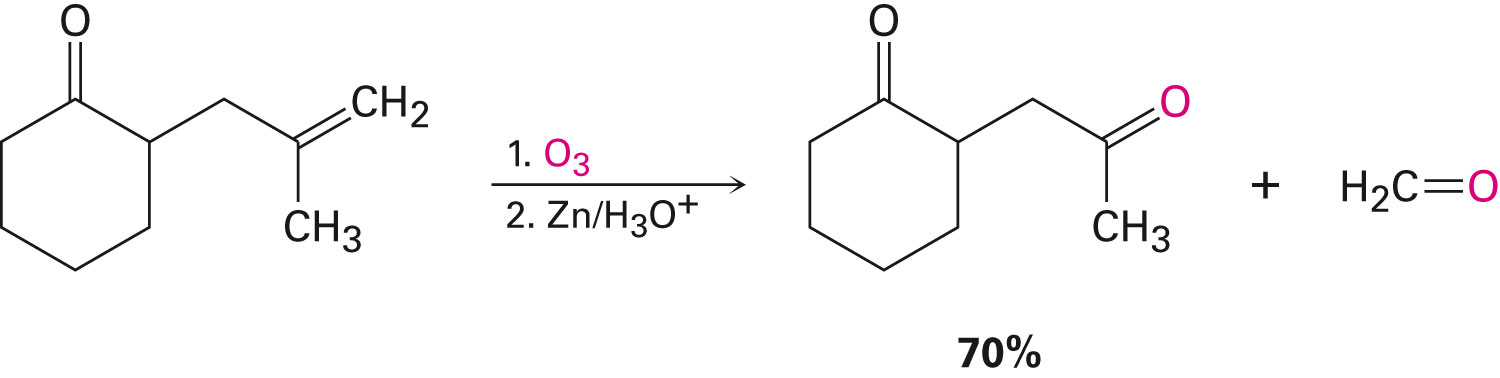 O
CH₂
CH₃
1. O₃
2. Zn/H₃O⁺
O
O
CH₃
+
H₂C=O
70%